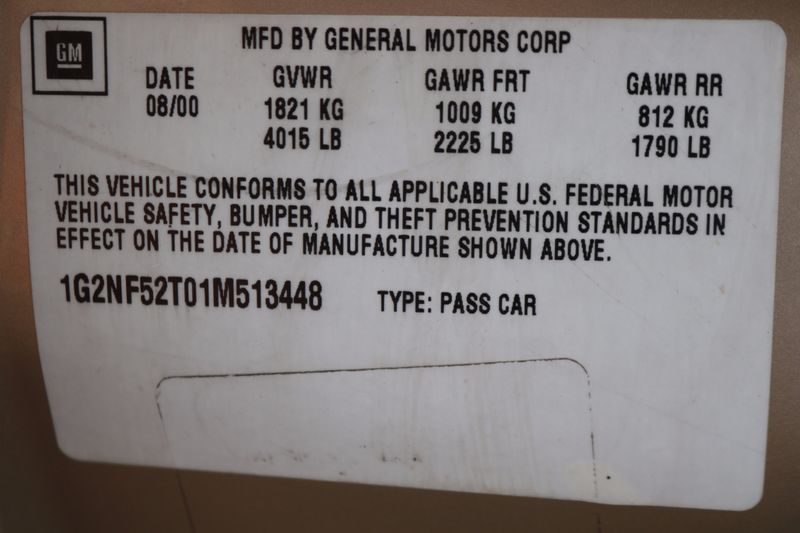 GM
MFD BY GENERAL MOTORS CORP
DATE GVWR GAWR FRT GAWR RR
08/00 1821 KG 1009 KG 812 KG
4015 LB 2225 LB 1790 LB
THIS VEHICLE CONFORMS TO ALL APPLICABLE U.S. FEDERAL MOTOR
VEHICLE SAFETY, BUMPER, AND THEFT PREVENTION STANDARDS IN
EFFECT ON THE DATE OF MANUFACTURE SHOWN ABOVE.
1G2NF52T01M513448 TYPE: PASS CAR